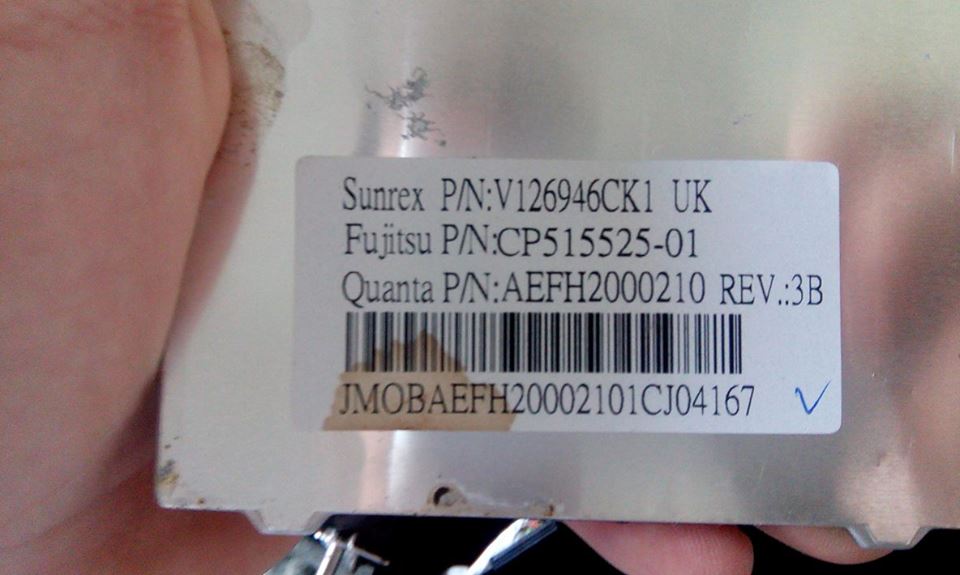 Sunrex P/N:V126946CK1 UK
Fujitsu P/N:CP515525-01
Quanta P/N:AEFH2000210 REV.:3B
JMOBAEFH20002101CJ04167